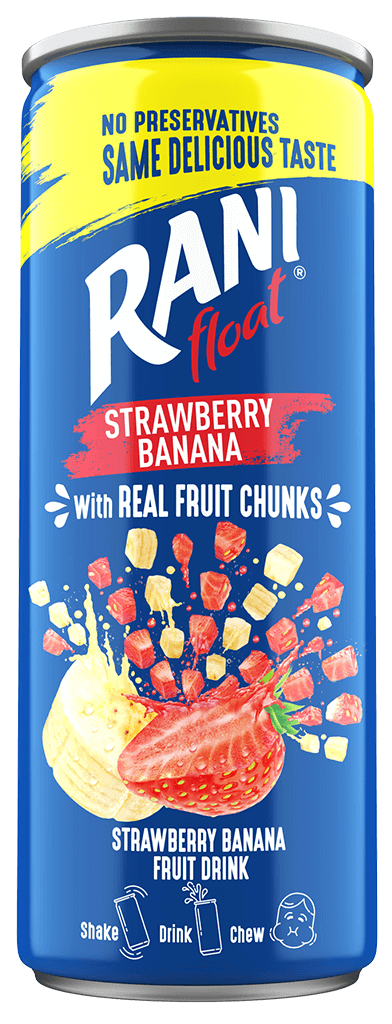 NO PRESERVATIVES
SAME DELICIOUS TASTE
RANI
float®
STRAWBERRY
BANANA
With REAL FRUIT CHUNKS
STRAWBERRY BANANA
FRUIT DRINK
Shake Drink Chew